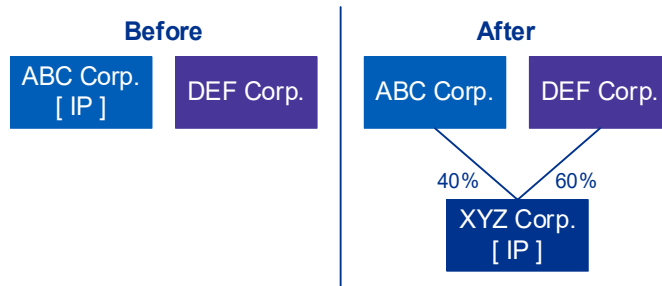 Before
ABC Corp.
[ IP ]
DEF Corp.
After
ABC Corp.
DEF Corp.
40%
60%
XYZ Corp.
[ IP ]